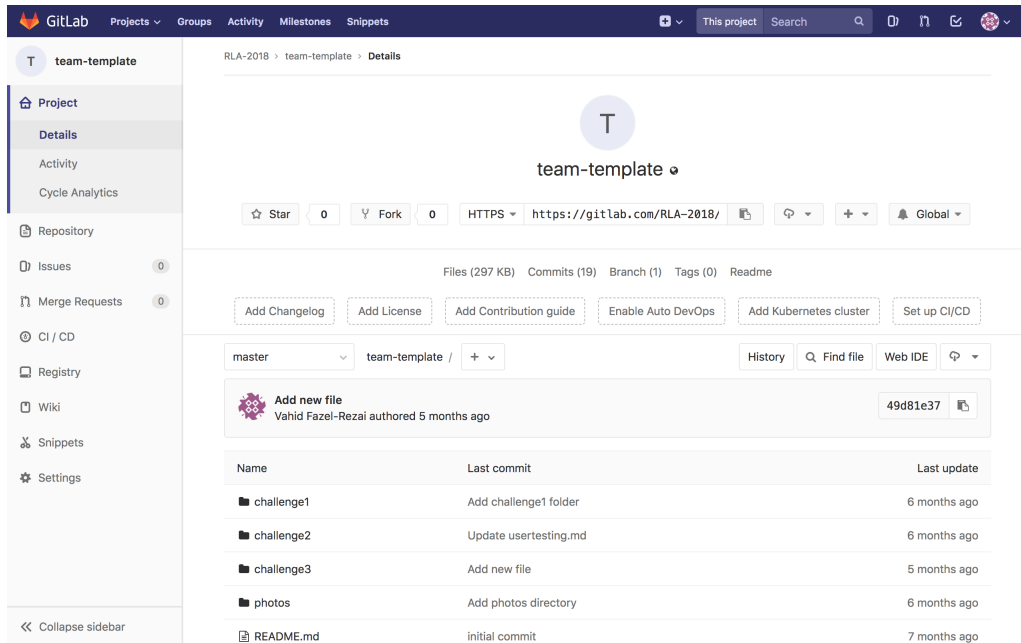 GitLab Projects Groups Activity Milestones Snippets This project Search
T team-template
Project
Details
Activity
Cycle Analytics
Repository
Issues 0
Merge Requests 0
CI / CD
Registry
Wiki
Snippets
Settings
Collapse sidebar
RLA-2018 > team-template > Details
T
team-template
Star 0 Fork 0 HTTPS https://gitlab.com/RLA-2018/ Global
Files (297 KB) Commits (19) Branch (1) Tags (0) Readme
Add Changelog Add License Add Contribution guide Enable Auto DevOps Add Kubernetes cluster Set up CI/CD
master team-template / + History Find file Web IDE
Add new file
Vahid Fazel-Rezai authored 5 months ago
49d81e37
Name Last commit Last update
challenge1 Add challenge1 folder 6 months ago
challenge2 Update usertesting.md 6 months ago
challenge3 Add new file 5 months ago
photos Add photos directory 6 months ago
README.md initial commit 7 months ago